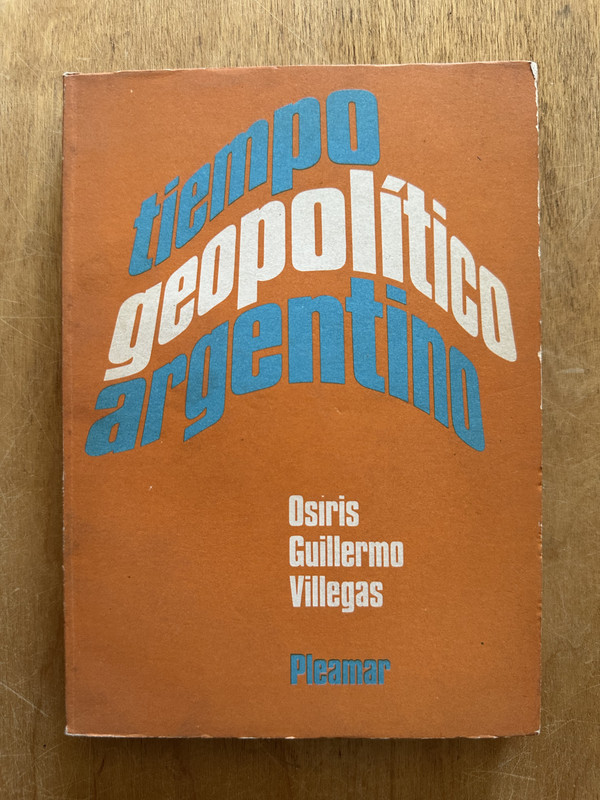 tiempo
geopolítico
argentino
Osiris
Guillermo
Villegas
Pleamar